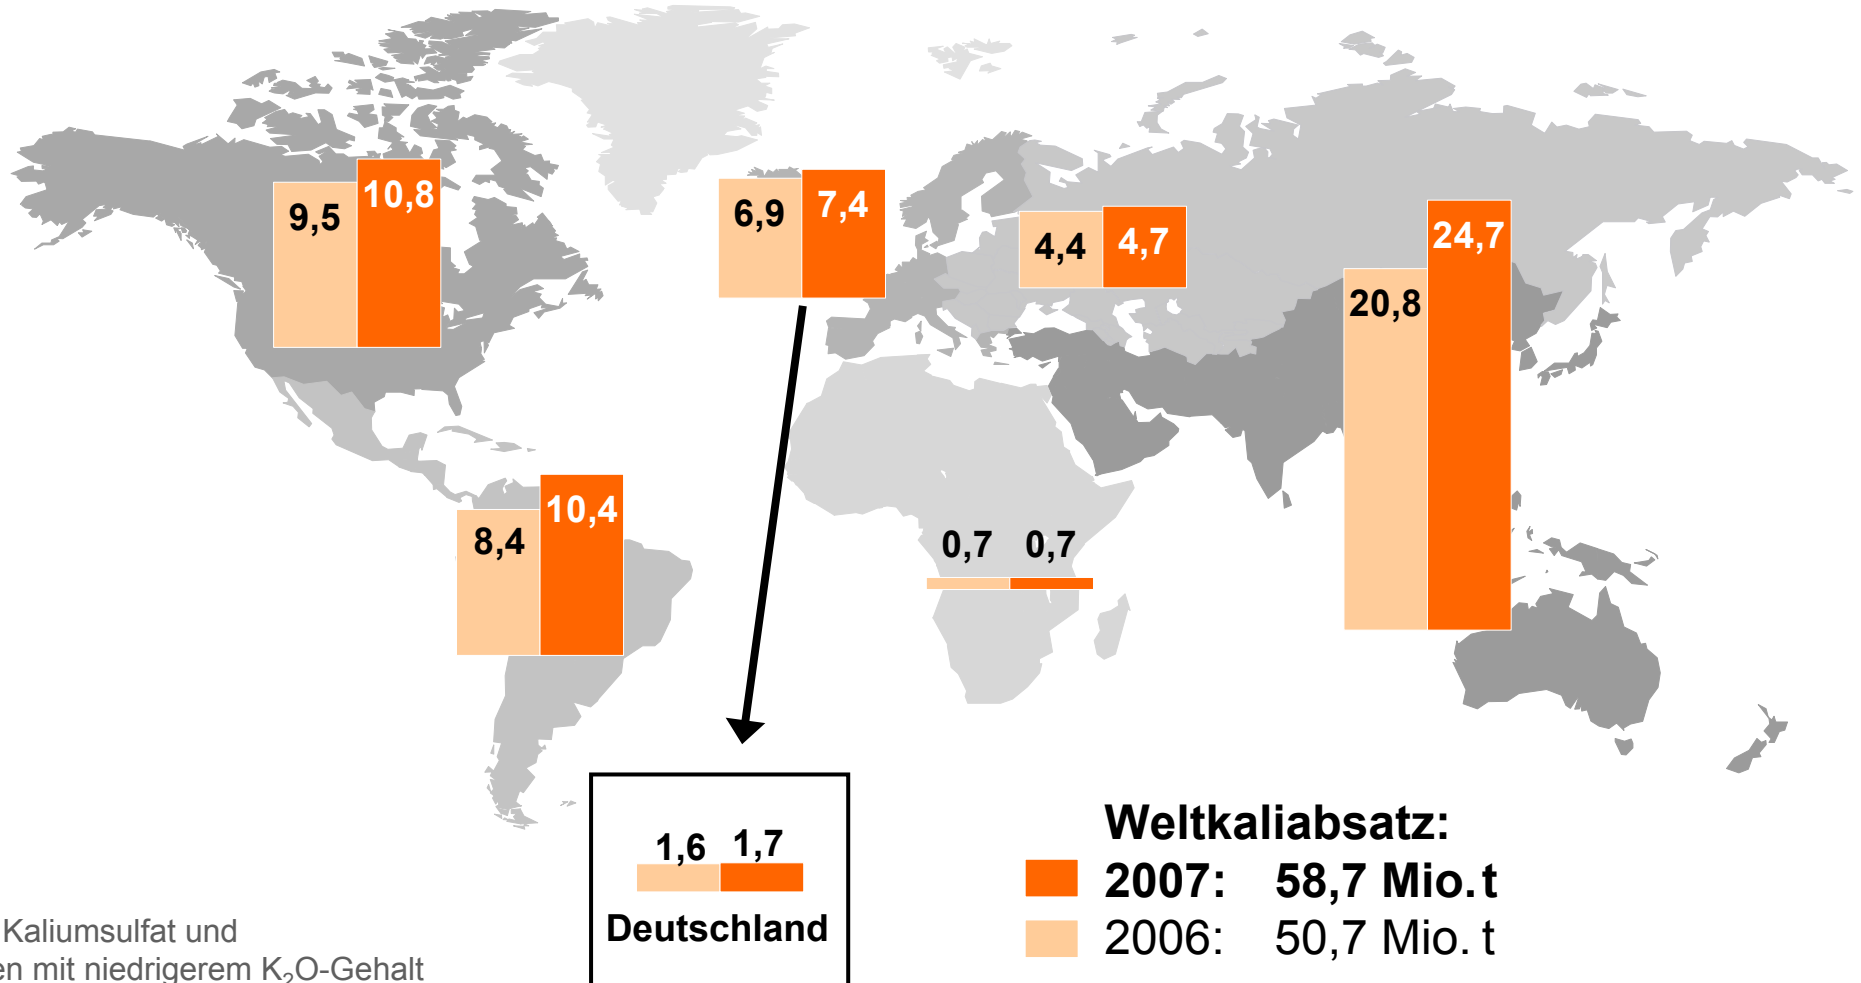 9,5
10,8
6,9
7,4
4,4
4,7
20,8
24,7
8,4
10,4
0,7 0,7
1,6 1,7
Deutschland
Weltkaliabsatz:
2007: 58,7 Mio. t
2006: 50,7 Mio. t
Kaliumsulfat und
en mit niedrigerem K₂O-Gehalt